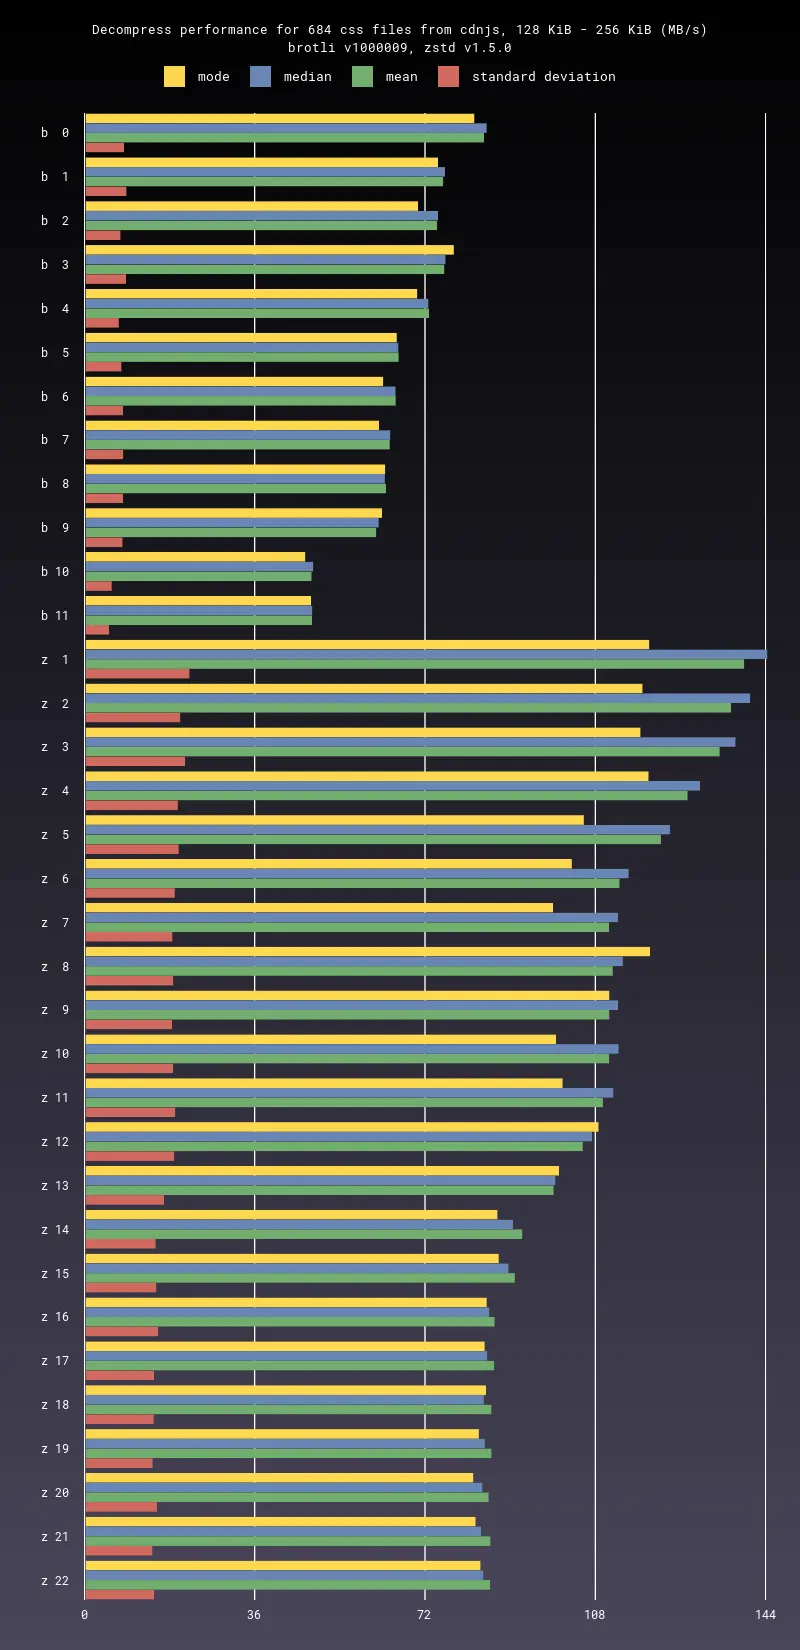 Decompress performance for 684 css files from cdnjs, 128 KiB - 256 KiB (MB/s)
brotli v1000009, zstd v1.5.0
mode median mean standard deviation
b 0
b 1
b 2
b 3
b 4
b 5
b 6
b 7
b 8
b 9
b 10
b 11
z 1
z 2
z 3
z 4
z 5
z 6
z 7
z 8
z 9
z 10
z 11
z 12
z 13
z 14
z 15
z 16
z 17
z 18
z 19
z 20
z 21
z 22
0 36 72 108 144